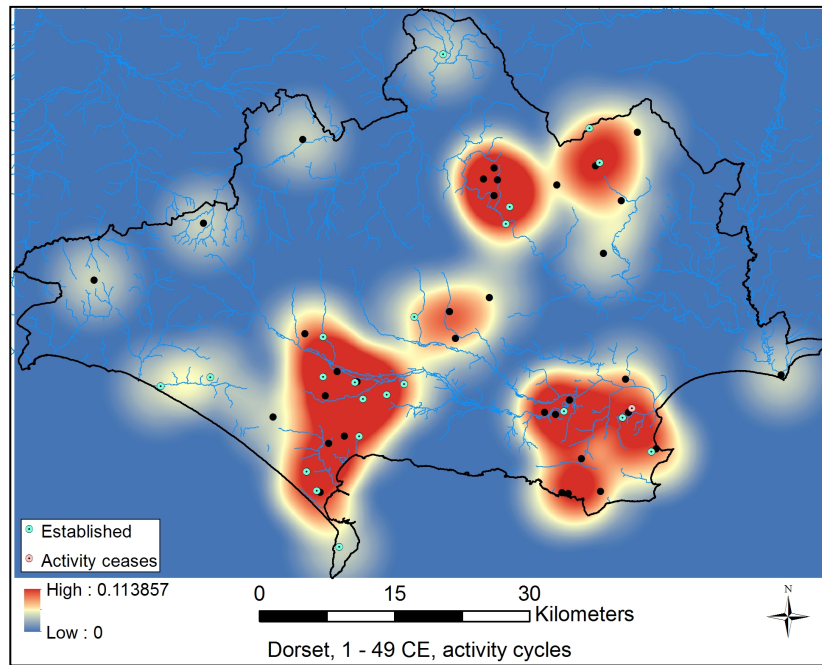 Established
Activity ceases
High : 0.113857
Low : 0
0 15 30
Kilometers
N
Dorset, 1 - 49 CE, activity cycles